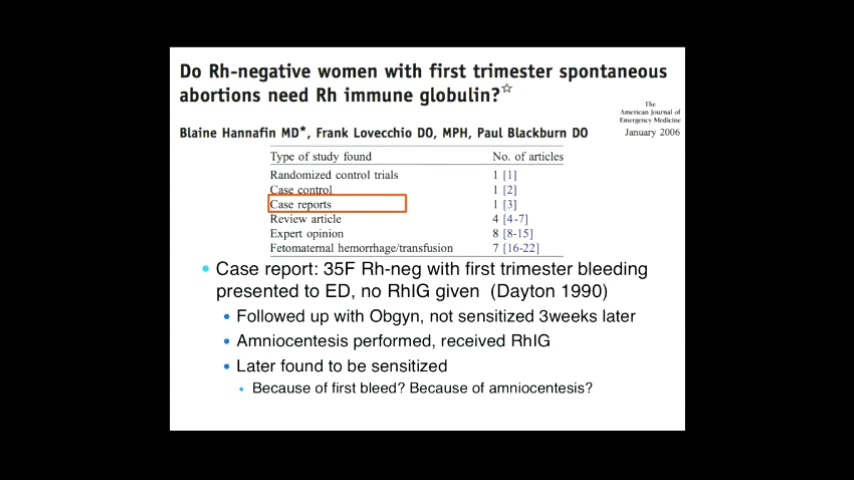 Do Rh-negative women with first trimester spontaneous
abortions need Rh immune globulin?☆
The
American Journal of
Emergency Medicine
January 2006
Blaine Hannafin MD*, Frank Lovecchio DO, MPH, Paul Blackburn DO
Type of study found No. of articles
Randomized control trials 1 [1]
Case control 1 [2]
Case reports 1 [3]
Review article 4 [4-7]
Expert opinion 8 [8-15]
Fetomaternal hemorrhage/transfusion 7 [16-22]
• Case report: 35F Rh-neg with first trimester bleeding
presented to ED, no RhIG given (Dayton 1990)
• Followed up with Obgyn, not sensitized 3weeks later
• Amniocentesis performed, received RhIG
• Later found to be sensitized
• Because of first bleed? Because of amniocentesis?